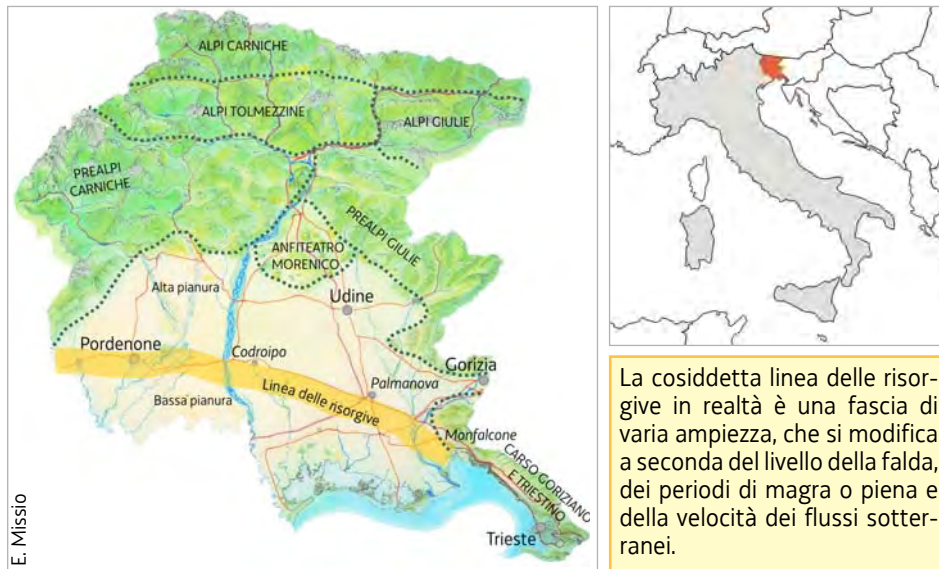 ALPI CARNICHE
ALPI TOLMEZZINE
ALPI GIULIE
PREALPI
CARNICHE
PREALPI GIULIE
ANFITEATRO
MORENICO
Alta pianura
Udine
Pordenone
Codroipo
Gorizia
Linea delle risorgive
Palmanova
Bassa pianura
Monfalcone
CARSO GORIZIANO
E TRIESTINO
Trieste
E. Missio
La cosiddetta linea delle risor-
give in realtà è una fascia di
varia ampiezza, che si modifica
a seconda del livello della falda,
dei periodi di magra o piena e
della velocità dei flussi sotter-
ranei.